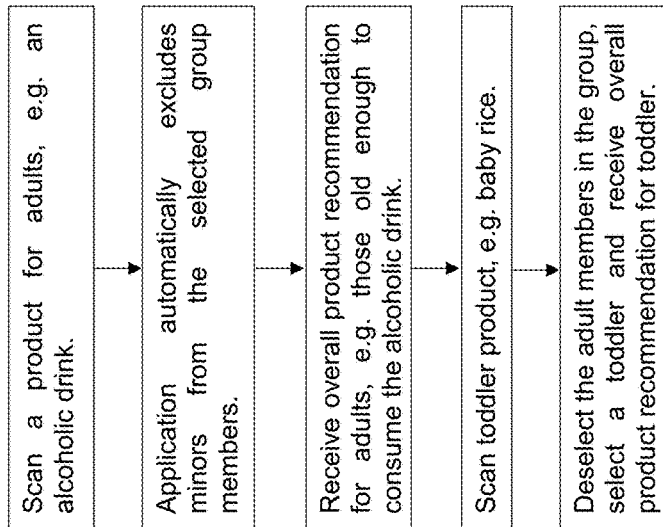 Scan a product for adults, e.g. an
alcoholic drink.
Application automatically excludes
minors from the selected group
members.
Receive overall product recommendation
for adults, e.g. those old enough to
consume the alcoholic drink.
Scan toddler product, e.g. baby rice.
Deselect the adult members in the group,
select a toddler and receive overall
product recommendation for toddler.